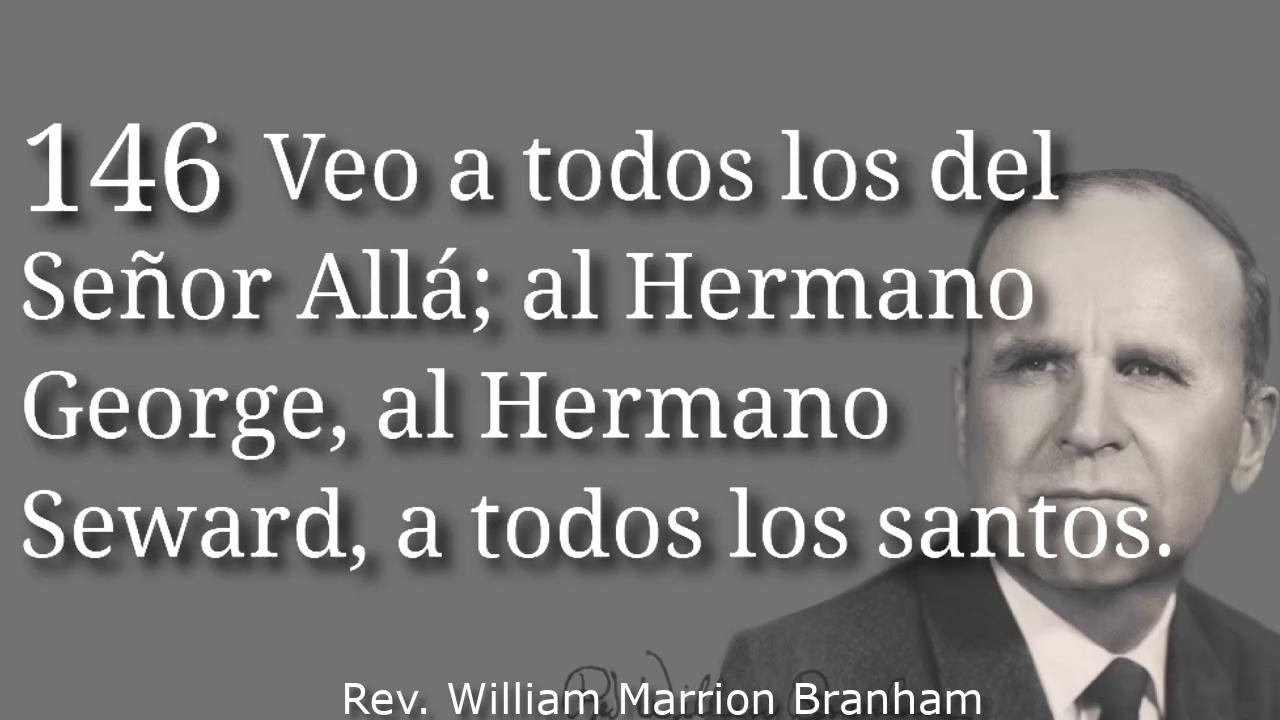 146 Veo a todos los del
Señor Allá; al Hermano
George, al Hermano
Seward, a todos los santos.
Rev. William Marrion Branham